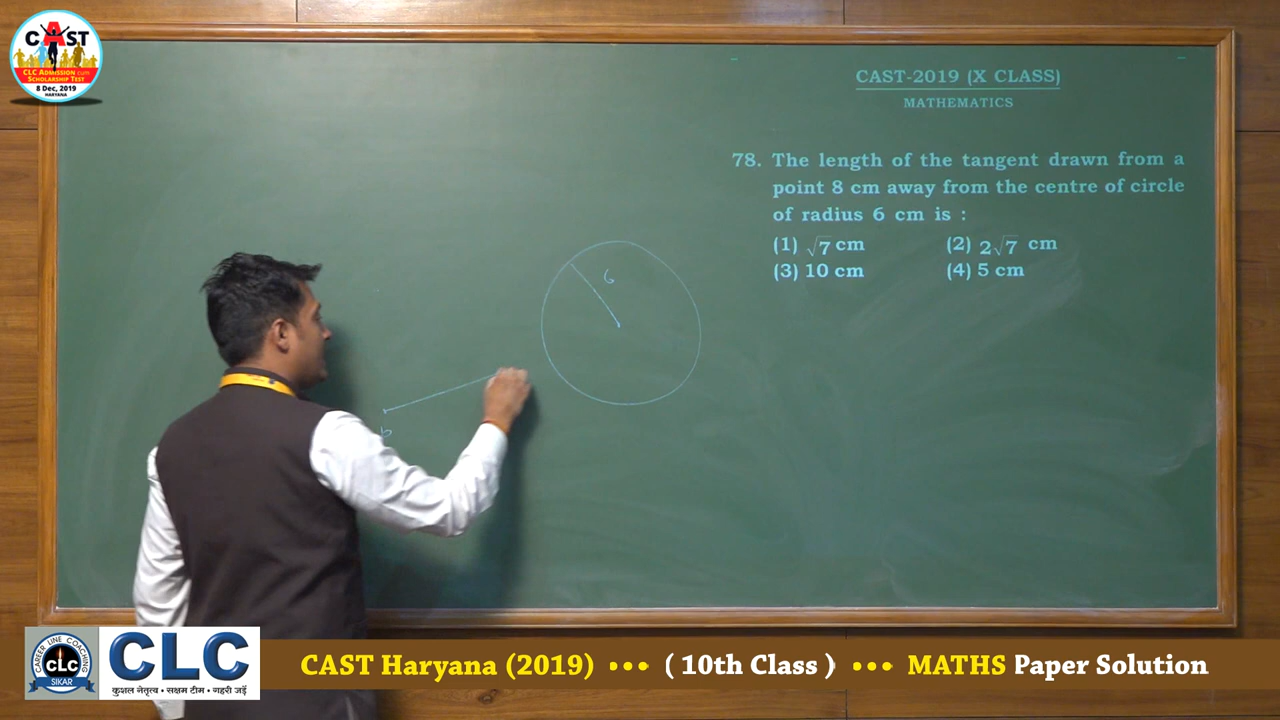 CAST
CLC ADMISSION CUM
SCHOLARSHIP TEST
8 Dec, 2019
HARYANA
CAST-2019 (X CLASS)
MATHEMATICS
78. The length of the tangent drawn from a
point 8 cm away from the centre of circle
of radius 6 cm is :
(1) √7 cm (2) 2√7 cm
(3) 10 cm (4) 5 cm
6
CAREER LINE COACHING
CLC
SIKAR
CLC
कुशल नेतृत्व • सक्षम टीम • गहरी जड़ें
CAST Haryana (2019) ••• ( 10th Class ) ••• MATHS Paper Solution